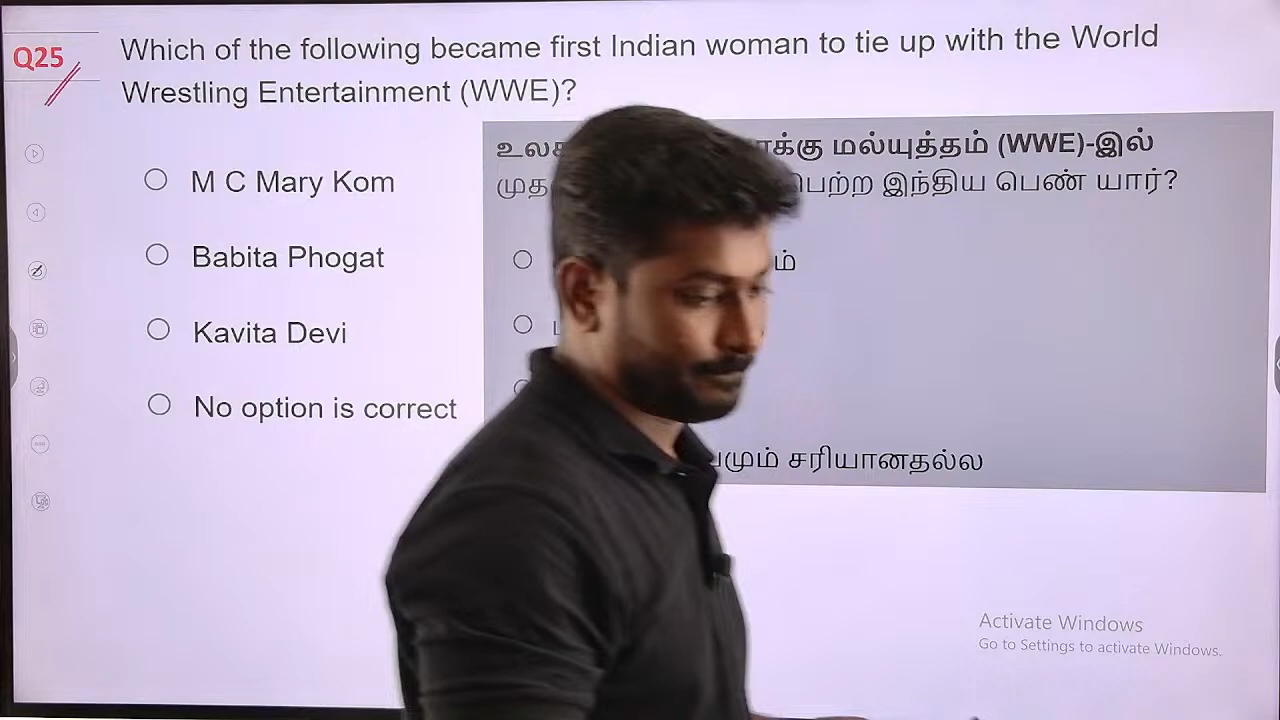 Q25
Which of the following became first Indian woman to tie up with the World
Wrestling Entertainment (WWE)?
M C Mary Kom
Babita Phogat
Kavita Devi
No option is correct
மல்யுத்தம் (WWE)-இல்
இந்திய பெண் யார்?
சரியானதல்ல
Activate Windows
Go to Settings to activate Windows.